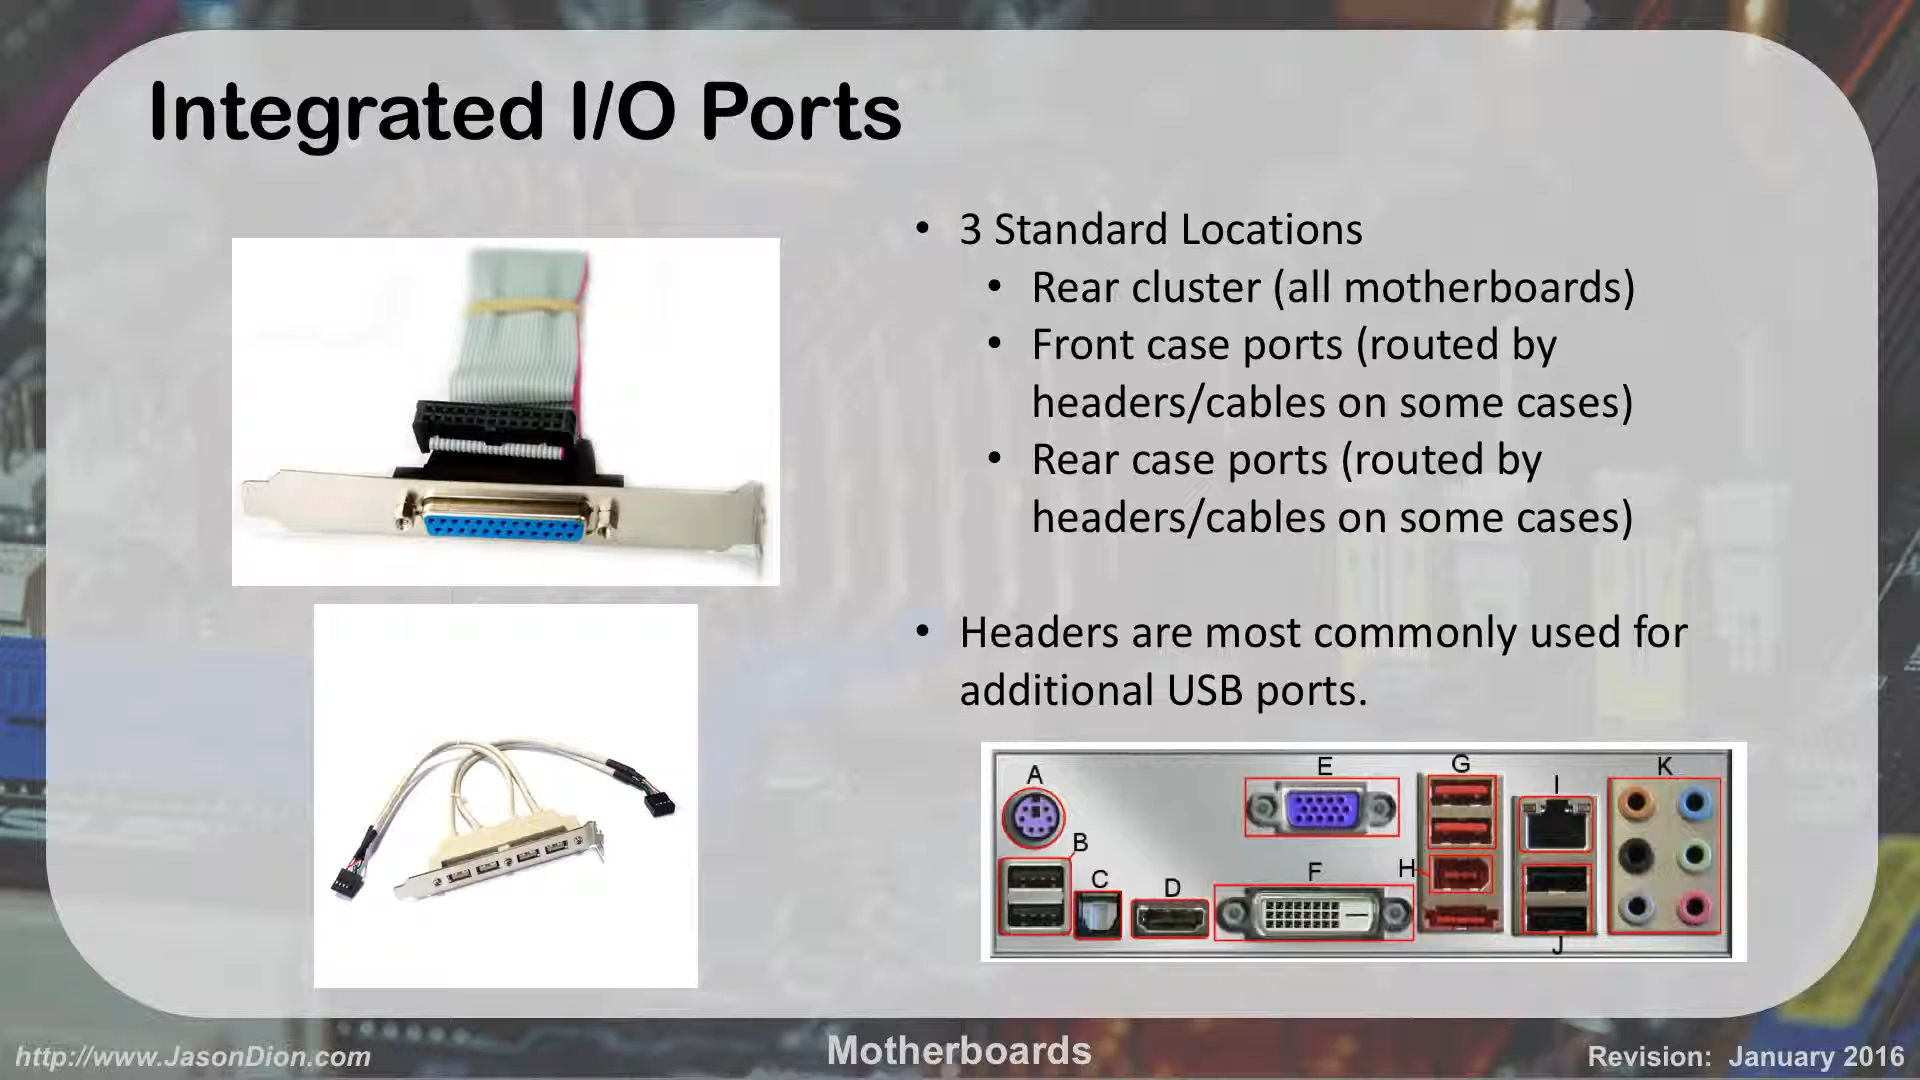 Integrated I/O Ports
• 3 Standard Locations
• Rear cluster (all motherboards)
• Front case ports (routed by
headers/cables on some cases)
• Rear case ports (routed by
headers/cables on some cases)
• Headers are most commonly used for
additional USB ports.
A
B
C
D
E
F
G
H
I
J
K
http://www.JasonDion.com
Motherboards
Revision: January 2016